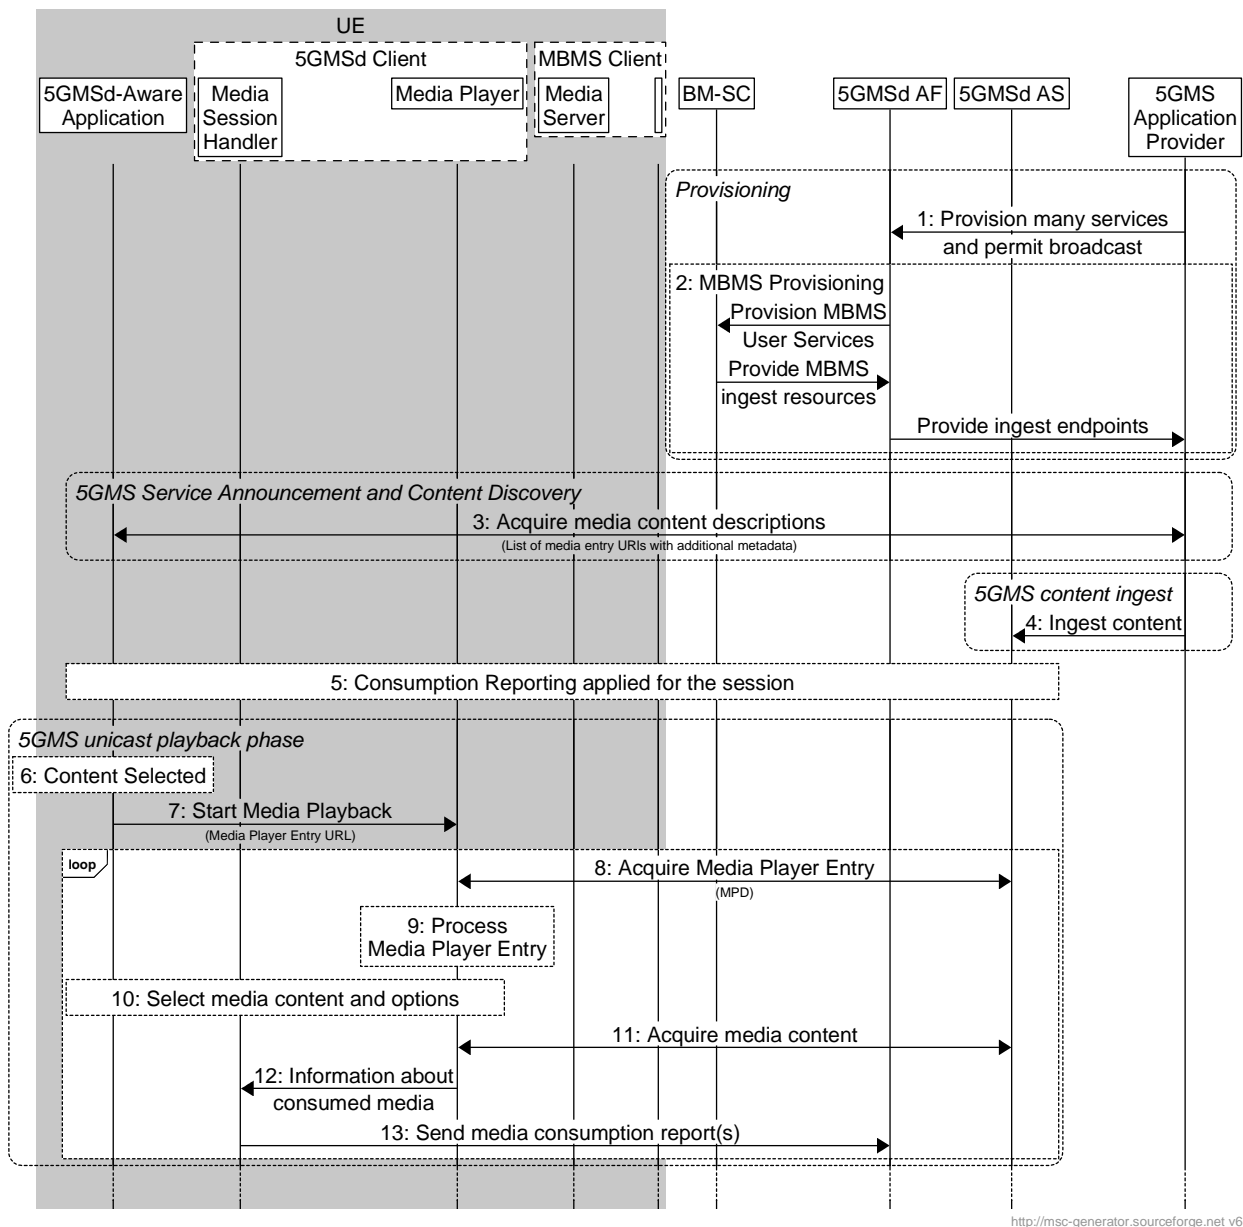 UE
5GMSd Client
MBMS Client
5GMSd-Aware
Application
Media
Session
Handler
Media Player
Media
Server
BM-SC
5GMSd AF
5GMSd AS
5GMS
Application
Provider
Provisioning
1: Provision many services
and permit broadcast
2: MBMS Provisioning
Provision MBMS
User Services
Provide MBMS
ingest resources
Provide ingest endpoints
5GMS Service Announcement and Content Discovery
3: Acquire media content descriptions
(List of media entry URIs with additional metadata)
5GMS content ingest
4: Ingest content
5: Consumption Reporting applied for the session
5GMS unicast playback phase
6: Content Selected
7: Start Media Playback
(Media Player Entry URL)
loop
8: Acquire Media Player Entry
(MPD)
9: Process
Media Player Entry
10: Select media content and options
11: Acquire media content
12: Information about
consumed media
13: Send media consumption report(s)
http://msc-generator.sourceforge.net v6